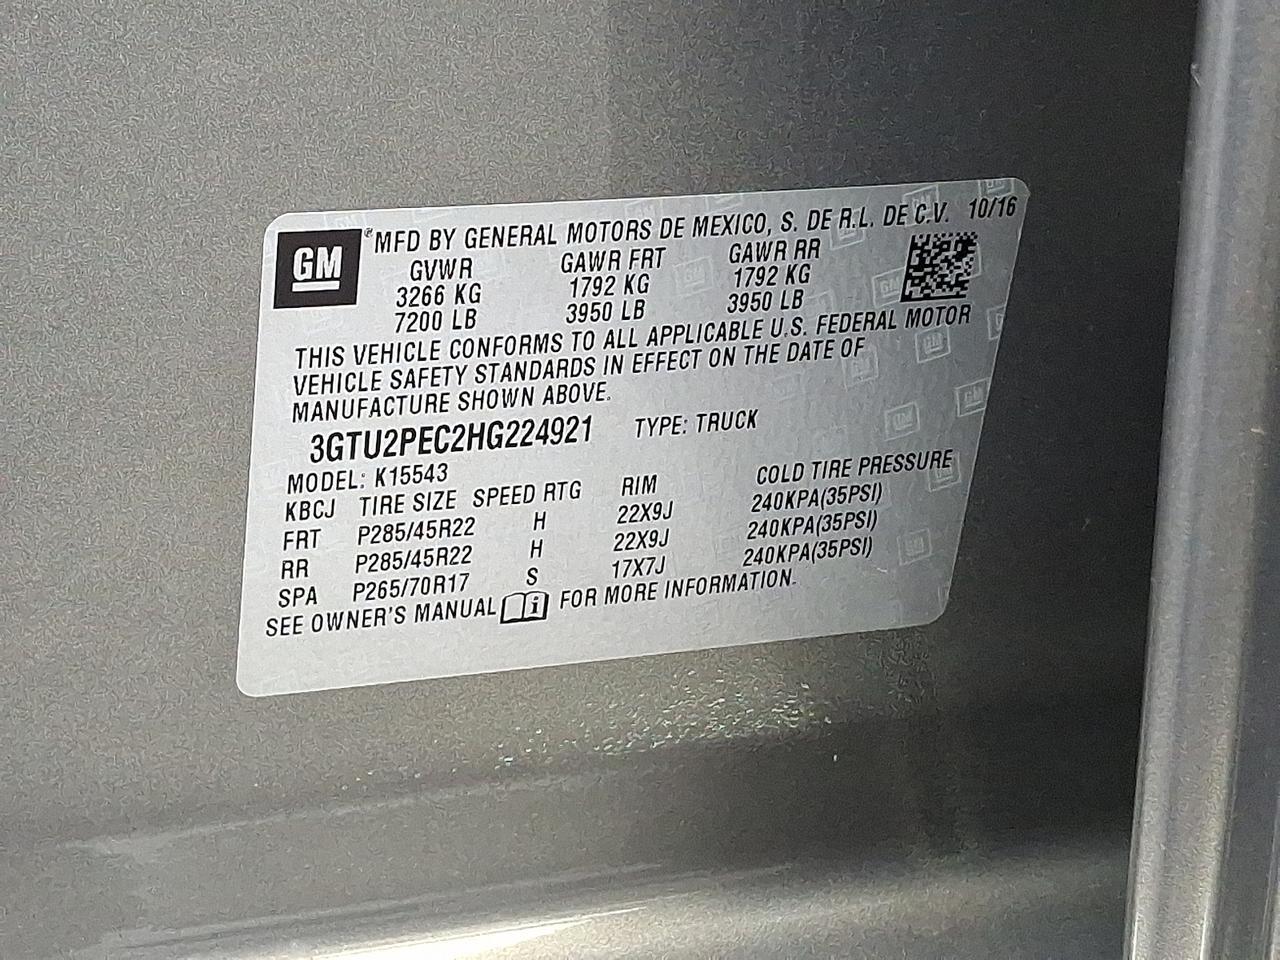 GM ® MFD BY GENERAL MOTORS DE MEXICO, S. DE R.L. DE C.V. 10/16
GVWR GAWR FRT GAWR RR
3266 KG 1792 KG 1792 KG
7200 LB 3950 LB 3950 LB
THIS VEHICLE CONFORMS TO ALL APPLICABLE U.S. FEDERAL MOTOR
VEHICLE SAFETY STANDARDS IN EFFECT ON THE DATE OF
MANUFACTURE SHOWN ABOVE.
3GTU2PEC2HG224921 TYPE: TRUCK
MODEL: K15543
KBCJ TIRE SIZE SPEED RTG RIM COLD TIRE PRESSURE
FRT P285/45R22 H 22X9J 240KPA(35PSI)
RR P285/45R22 H 22X9J 240KPA(35PSI)
SPA P265/70R17 S 17X7J 240KPA(35PSI)
SEE OWNER'S MANUAL i FOR MORE INFORMATION.